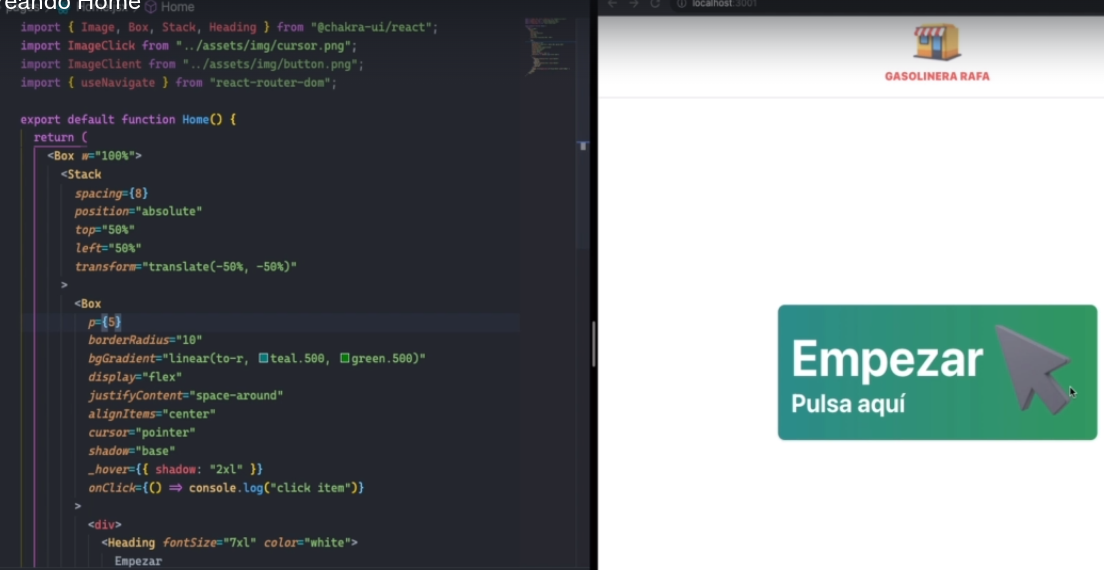 reando Home
Home
import { Image, Box, Stack, Heading } from "@chakra-ui/react";
import ImageClick from "../assets/img/cursor.png";
import ImageClient from "../assets/img/button.png";
import { useNavigate } from "react-router-dom";
export default function Home() {
return (
<Box w="100%">
<Stack
spacing={8}
position="absolute"
top="50%"
left="50%"
transform="translate(-50%, -50%)"
>
<Box
p={5}
borderRadius="10"
bgGradient="linear(to-r, teal.500, green.500)"
display="flex"
justifyContent="space-around"
alignItems="center"
cursor="pointer"
shadow="base"
_hover={{ shadow: "2xl" }}
onClick={() ⇒ console.log("click item")}
>
<div>
<Heading fontSize="7xl" color="white">
Empezar
localhost:3001
GASOLINERA RAFA
Empezar
Pulsa aquí